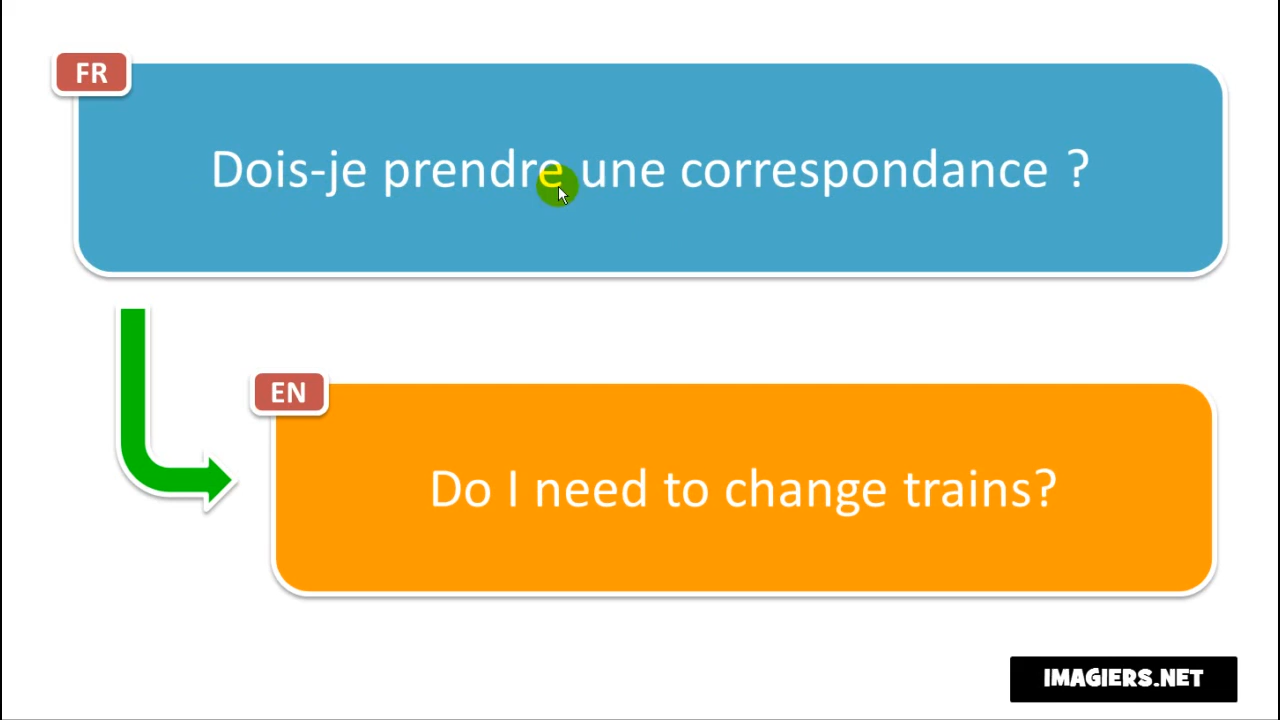 FR
Dois-je prendre une correspondance ?
EN
Do I need to change trains?
IMAGIERS.NET